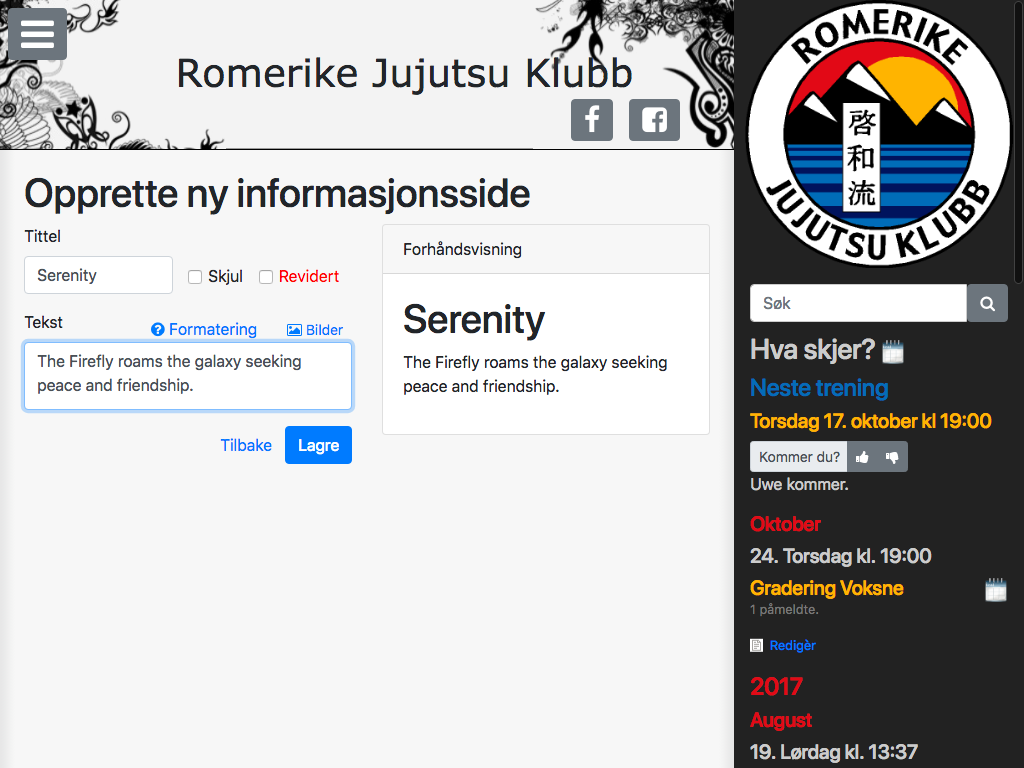 Romerike Jujutsu Klubb
Opprette ny informasjonsside
Tittel
Serenity
Skjul
Revidert
Tekst
Formatering
Bilder
The Firefly roams the galaxy seeking
peace and friendship.
Tilbake
Lagre
Forhåndsvisning
Serenity
The Firefly roams the galaxy seeking
peace and friendship.
ROMERIKE
啓和流
JUJUTSU KLUBB
Søk
Hva skjer?
Neste trening
Torsdag 17. oktober kl 19:00
Kommer du?
Uwe kommer.
Oktober
24. Torsdag kl. 19:00
Gradering Voksne
1 påmeldte.
Redigèr
2017
August
19. Lørdag kl. 13:37